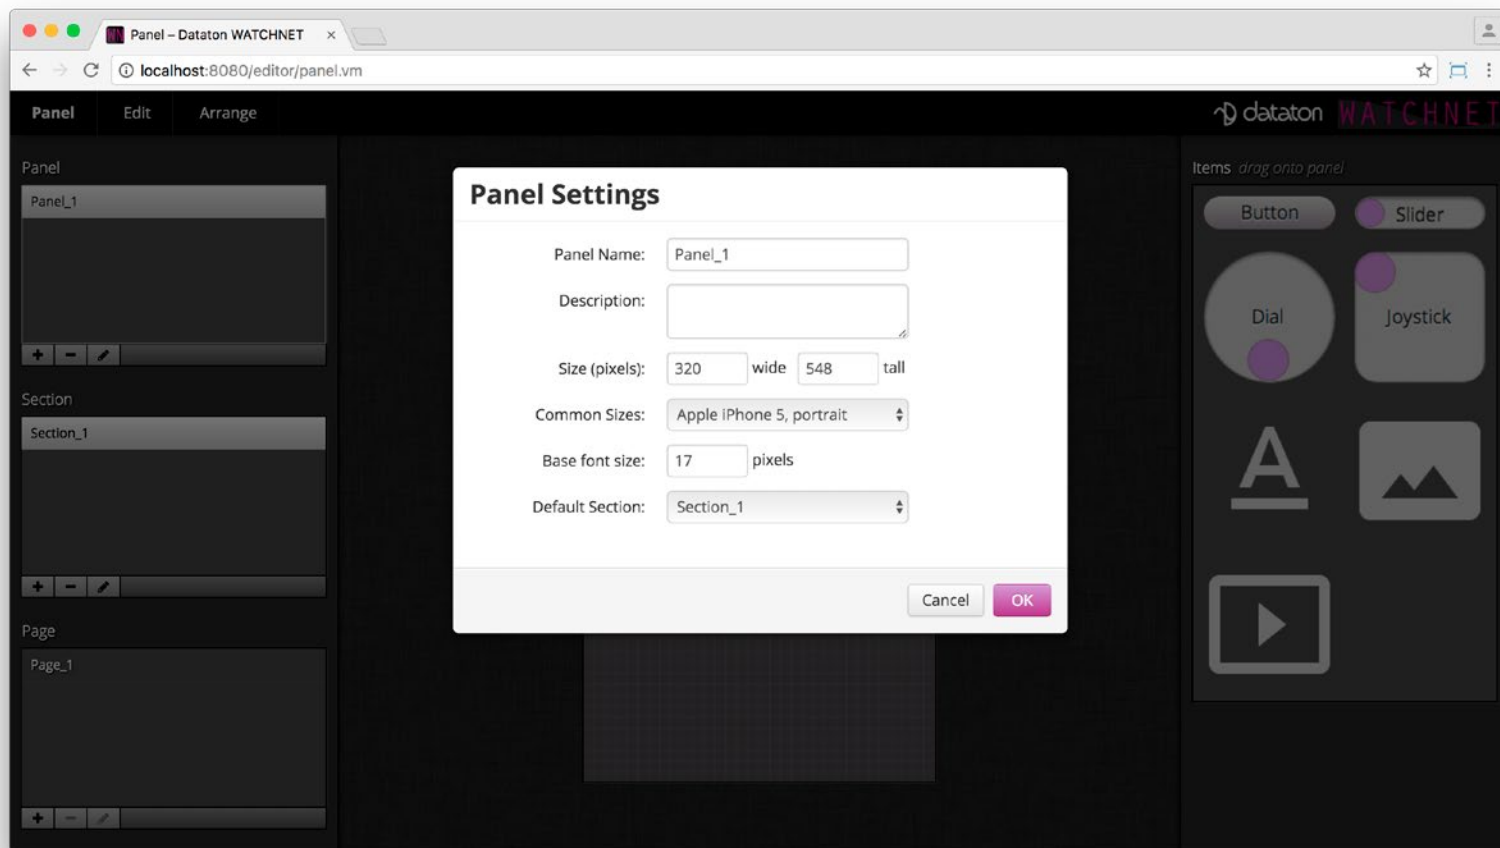 Panel – Dataton WATCHNET
localhost:8080/editor/panel.vm
Panel Edit Arrange
dataton WATCHNET
Panel
Panel_1
Section
Section_1
Page
Page_1
Panel Settings
Panel Name: Panel_1
Description:
Size (pixels): 320 wide 548 tall
Common Sizes: Apple iPhone 5, portrait
Base font size: 17 pixels
Default Section: Section_1
Cancel OK
Items drag onto panel
Button Slider
Dial Joystick
A